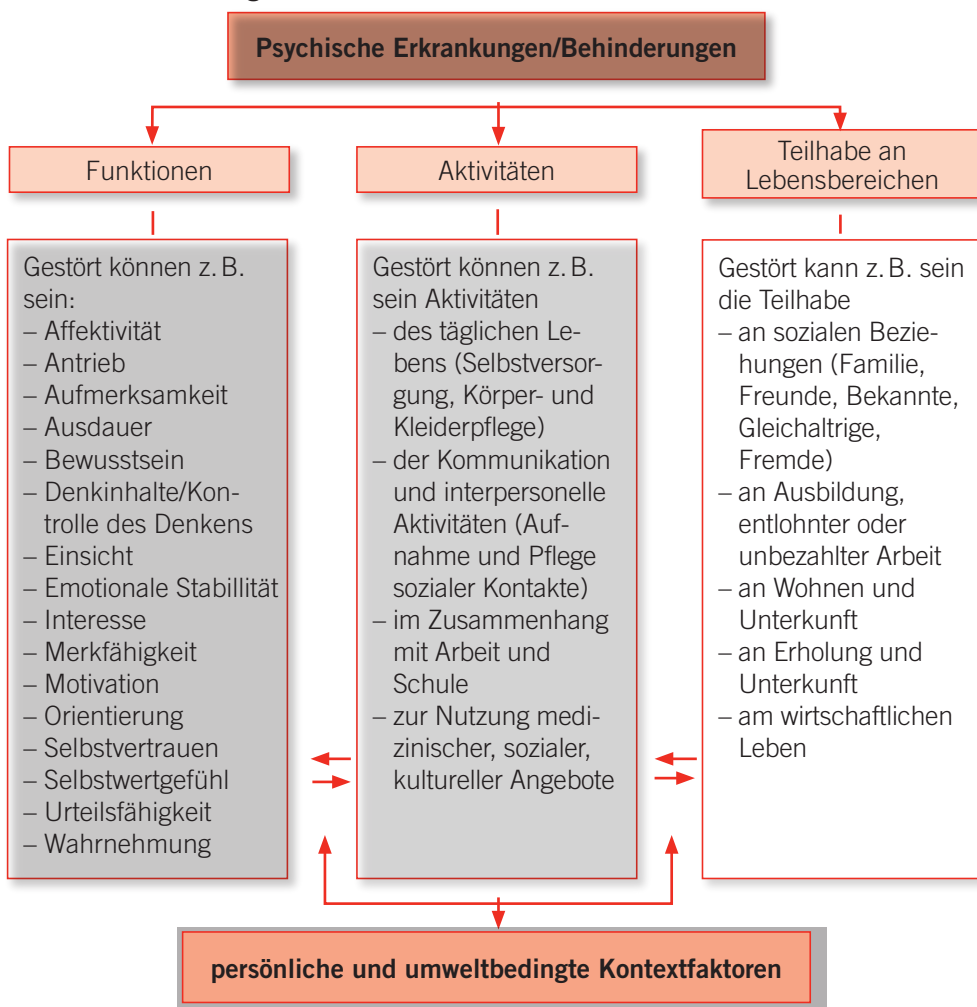 Psychische Erkrankungen/Behinderungen
Funktionen
Gestört können z. B.
sein:
– Affektivität
– Antrieb
– Aufmerksamkeit
– Ausdauer
– Bewusstsein
– Denkinhalte/Kon-
trolle des Denkens
– Einsicht
– Emotionale Stabillität
– Interesse
– Merkfähigkeit
– Motivation
– Orientierung
– Selbstvertrauen
– Selbstwertgefühl
– Urteilsfähigkeit
– Wahrnehmung
Aktivitäten
Gestört können z. B.
sein Aktivitäten
– des täglichen Le-
bens (Selbstversor-
gung, Körper- und
Kleiderpflege)
– der Kommunikation
und interpersonelle
Aktivitäten (Auf-
nahme und Pflege
sozialer Kontakte)
– im Zusammenhang
mit Arbeit und
Schule
– zur Nutzung medi-
zinischer, sozialer,
kultureller Angebote
Teilhabe an
Lebensbereichen
Gestört kann z. B. sein
die Teilhabe
– an sozialen Bezie-
hungen (Familie,
Freunde, Bekannte,
Gleichaltrige,
Fremde)
– an Ausbildung,
entlohnter oder
unbezahlter Arbeit
– an Wohnen und
Unterkunft
– an Erholung und
Unterkunft
– am wirtschaftlichen
Leben
persönliche und umweltbedingte Kontextfaktoren